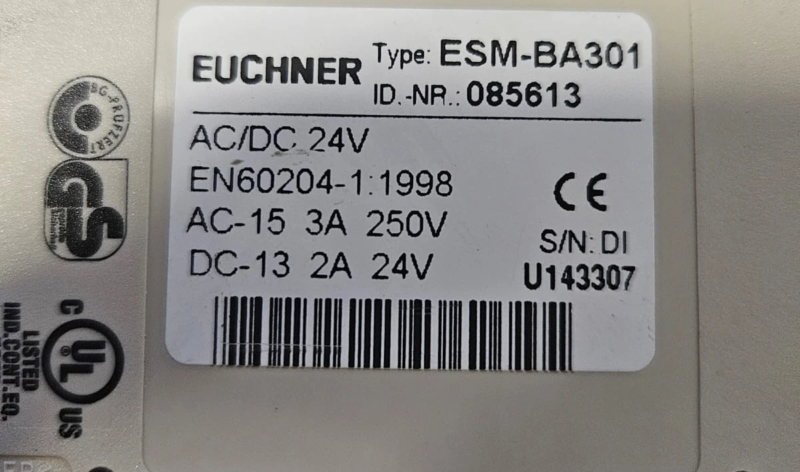 EUCHNER
Type: ESM-BA301
ID.-NR.: 085613
AC/DC 24V
EN60204-1:1998
AC-15 3A 250V
DC-13 2A 24V
CE
S/N: DI
U143307
BG-PRÜFZERT
GS
C UL US
LISTED
IND.CONT.EQ.